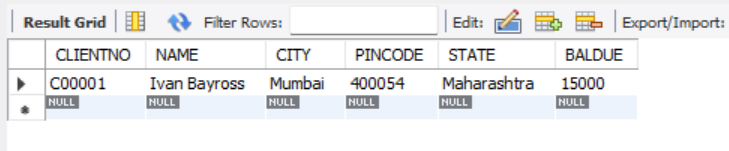 Result Grid Filter Rows: Edit: Export/Import:
CLIENTNO NAME CITY PINCODE STATE BALDUE
C00001 Ivan Bayross Mumbai 400054 Maharashtra 15000
NULL NULL NULL NULL NULL NULL